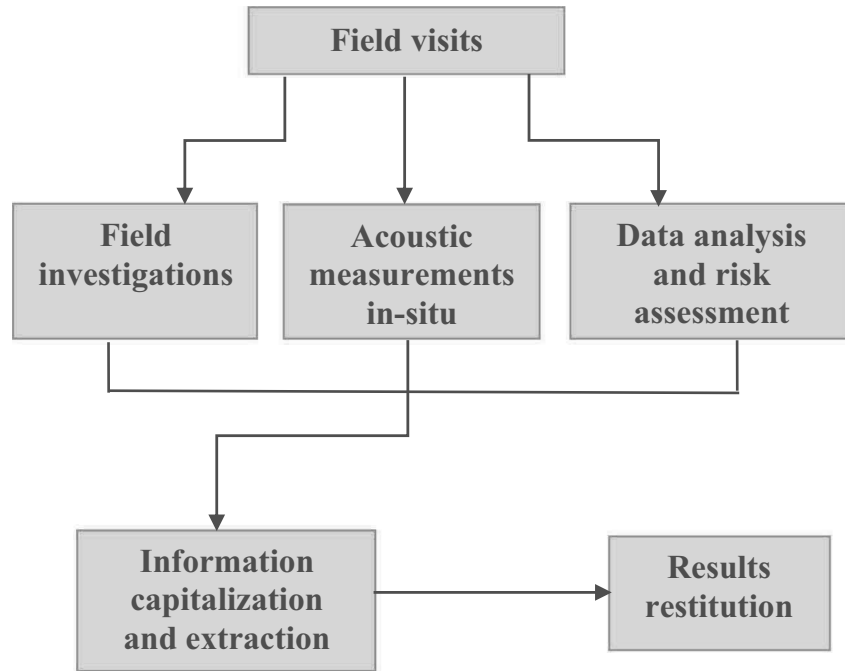 Field visits
Field
investigations
Acoustic
measurements
in-situ
Data analysis
and risk
assessment
Information
capitalization
and extraction
Results
restitution